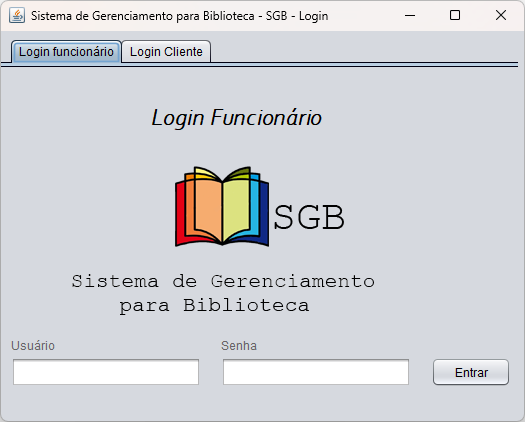 Sistema de Gerenciamento para Biblioteca - SGB - Login
Login funcionário
Login Cliente
Login Funcionário
SGB
Sistema de Gerenciamento
para Biblioteca
Usuário
Senha
Entrar